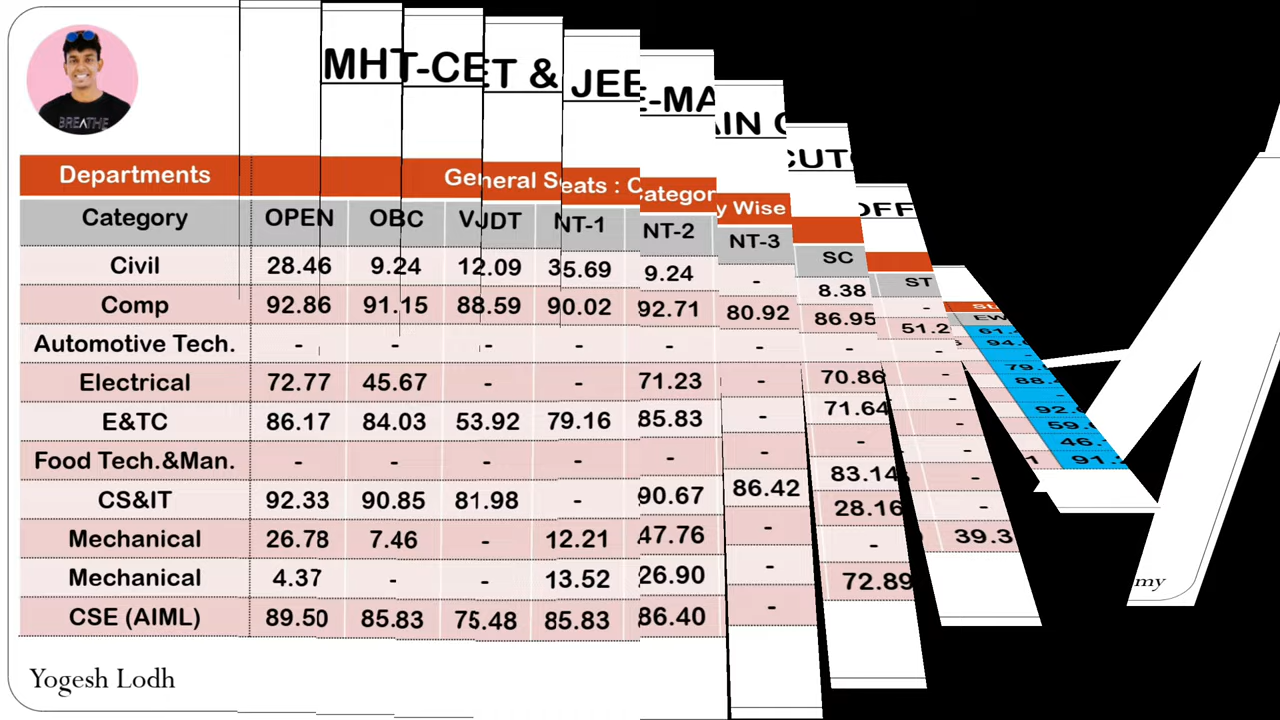 BREATHE
MHT-CET & JEE-MAIN CUTOFF
Departments General Seats : Category Wise
Category OPEN OBC VJDT NT-1 NT-2 NT-3 SC ST
Civil 28.46 9.24 12.09 35.69 9.24 - 8.38 -
Comp 92.86 91.15 88.59 90.02 92.71 80.92 86.95 51.2
Automotive Tech. - - - - - - - -
Electrical 72.77 45.67 - - 71.23 - 70.86 -
E&TC 86.17 84.03 53.92 79.16 85.83 - 71.64 -
Food Tech.&Man. - - - - - - - -
CS&IT 92.33 90.85 81.98 - 90.67 86.42 83.14 -
Mechanical 26.78 7.46 - 12.21 47.76 - 28.16 -
Mechanical 4.37 - - 13.52 26.90 - - 39.3
CSE (AIML) 89.50 85.83 75.48 85.83 86.40 - 72.89
Yogesh Lodh
my